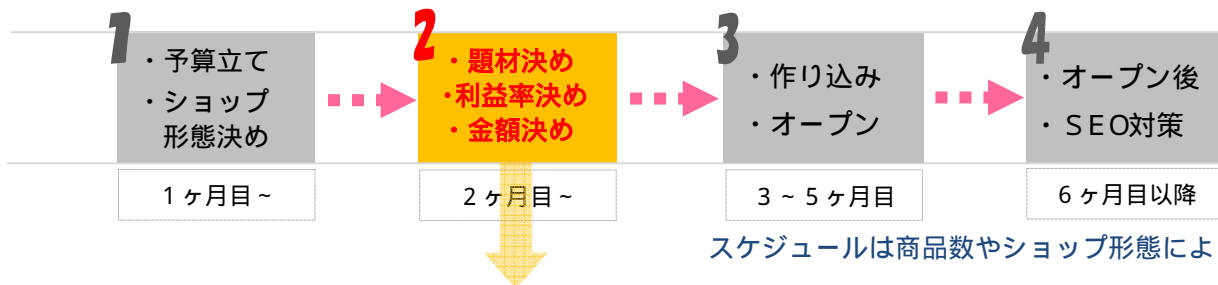 1
・予算立て
・ショップ
形態決め
1ヶ月目~
2
・題材決め
・利益率決め
・金額決め
2ヶ月目~
3
・作り込み
・オープン
3~5ヶ月目
4
・オープン後
・SEO対策
6ヶ月目以降
スケジュールは商品数やショップ形態によ